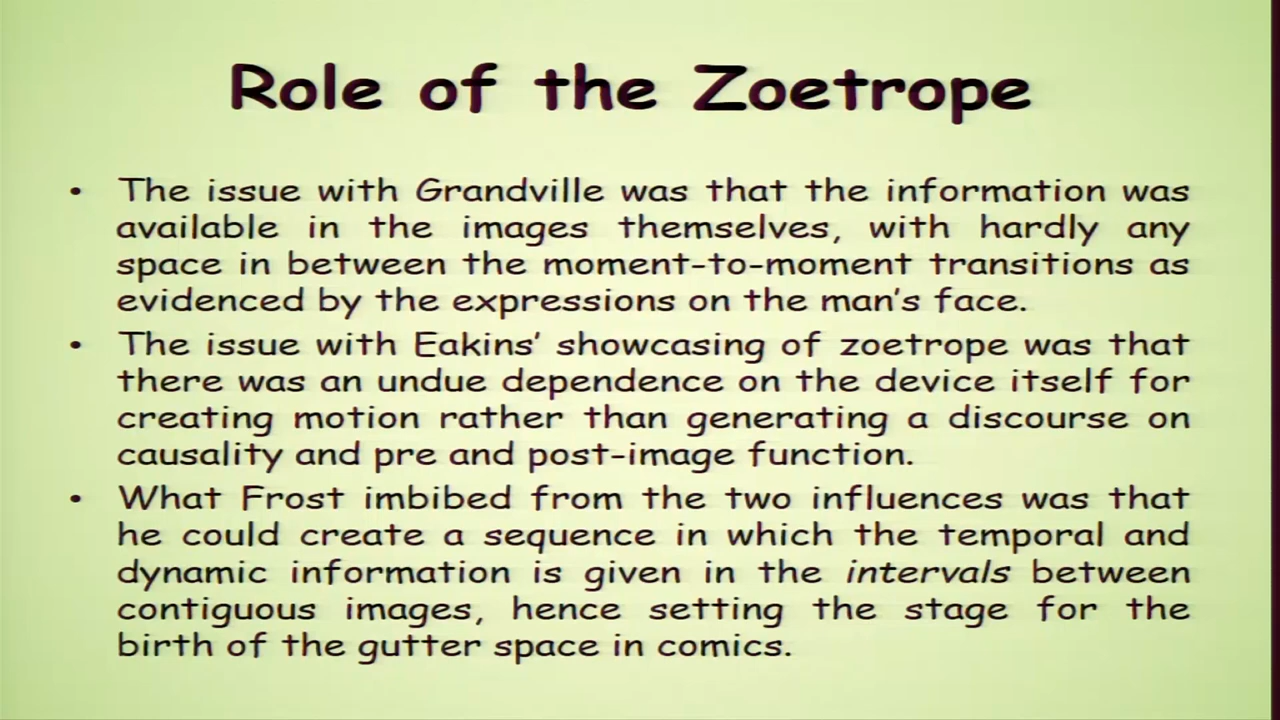 Role of the Zoetrope
• The issue with Grandville was that the information was
available in the images themselves, with hardly any
space in between the moment-to-moment transitions as
evidenced by the expressions on the man's face.
• The issue with Eakins' showcasing of zoetrope was that
there was an undue dependence on the device itself for
creating motion rather than generating a discourse on
causality and pre and post-image function.
• What Frost imbibed from the two influences was that
he could create a sequence in which the temporal and
dynamic information is given in the intervals between
contiguous images, hence setting the stage for the
birth of the gutter space in comics.